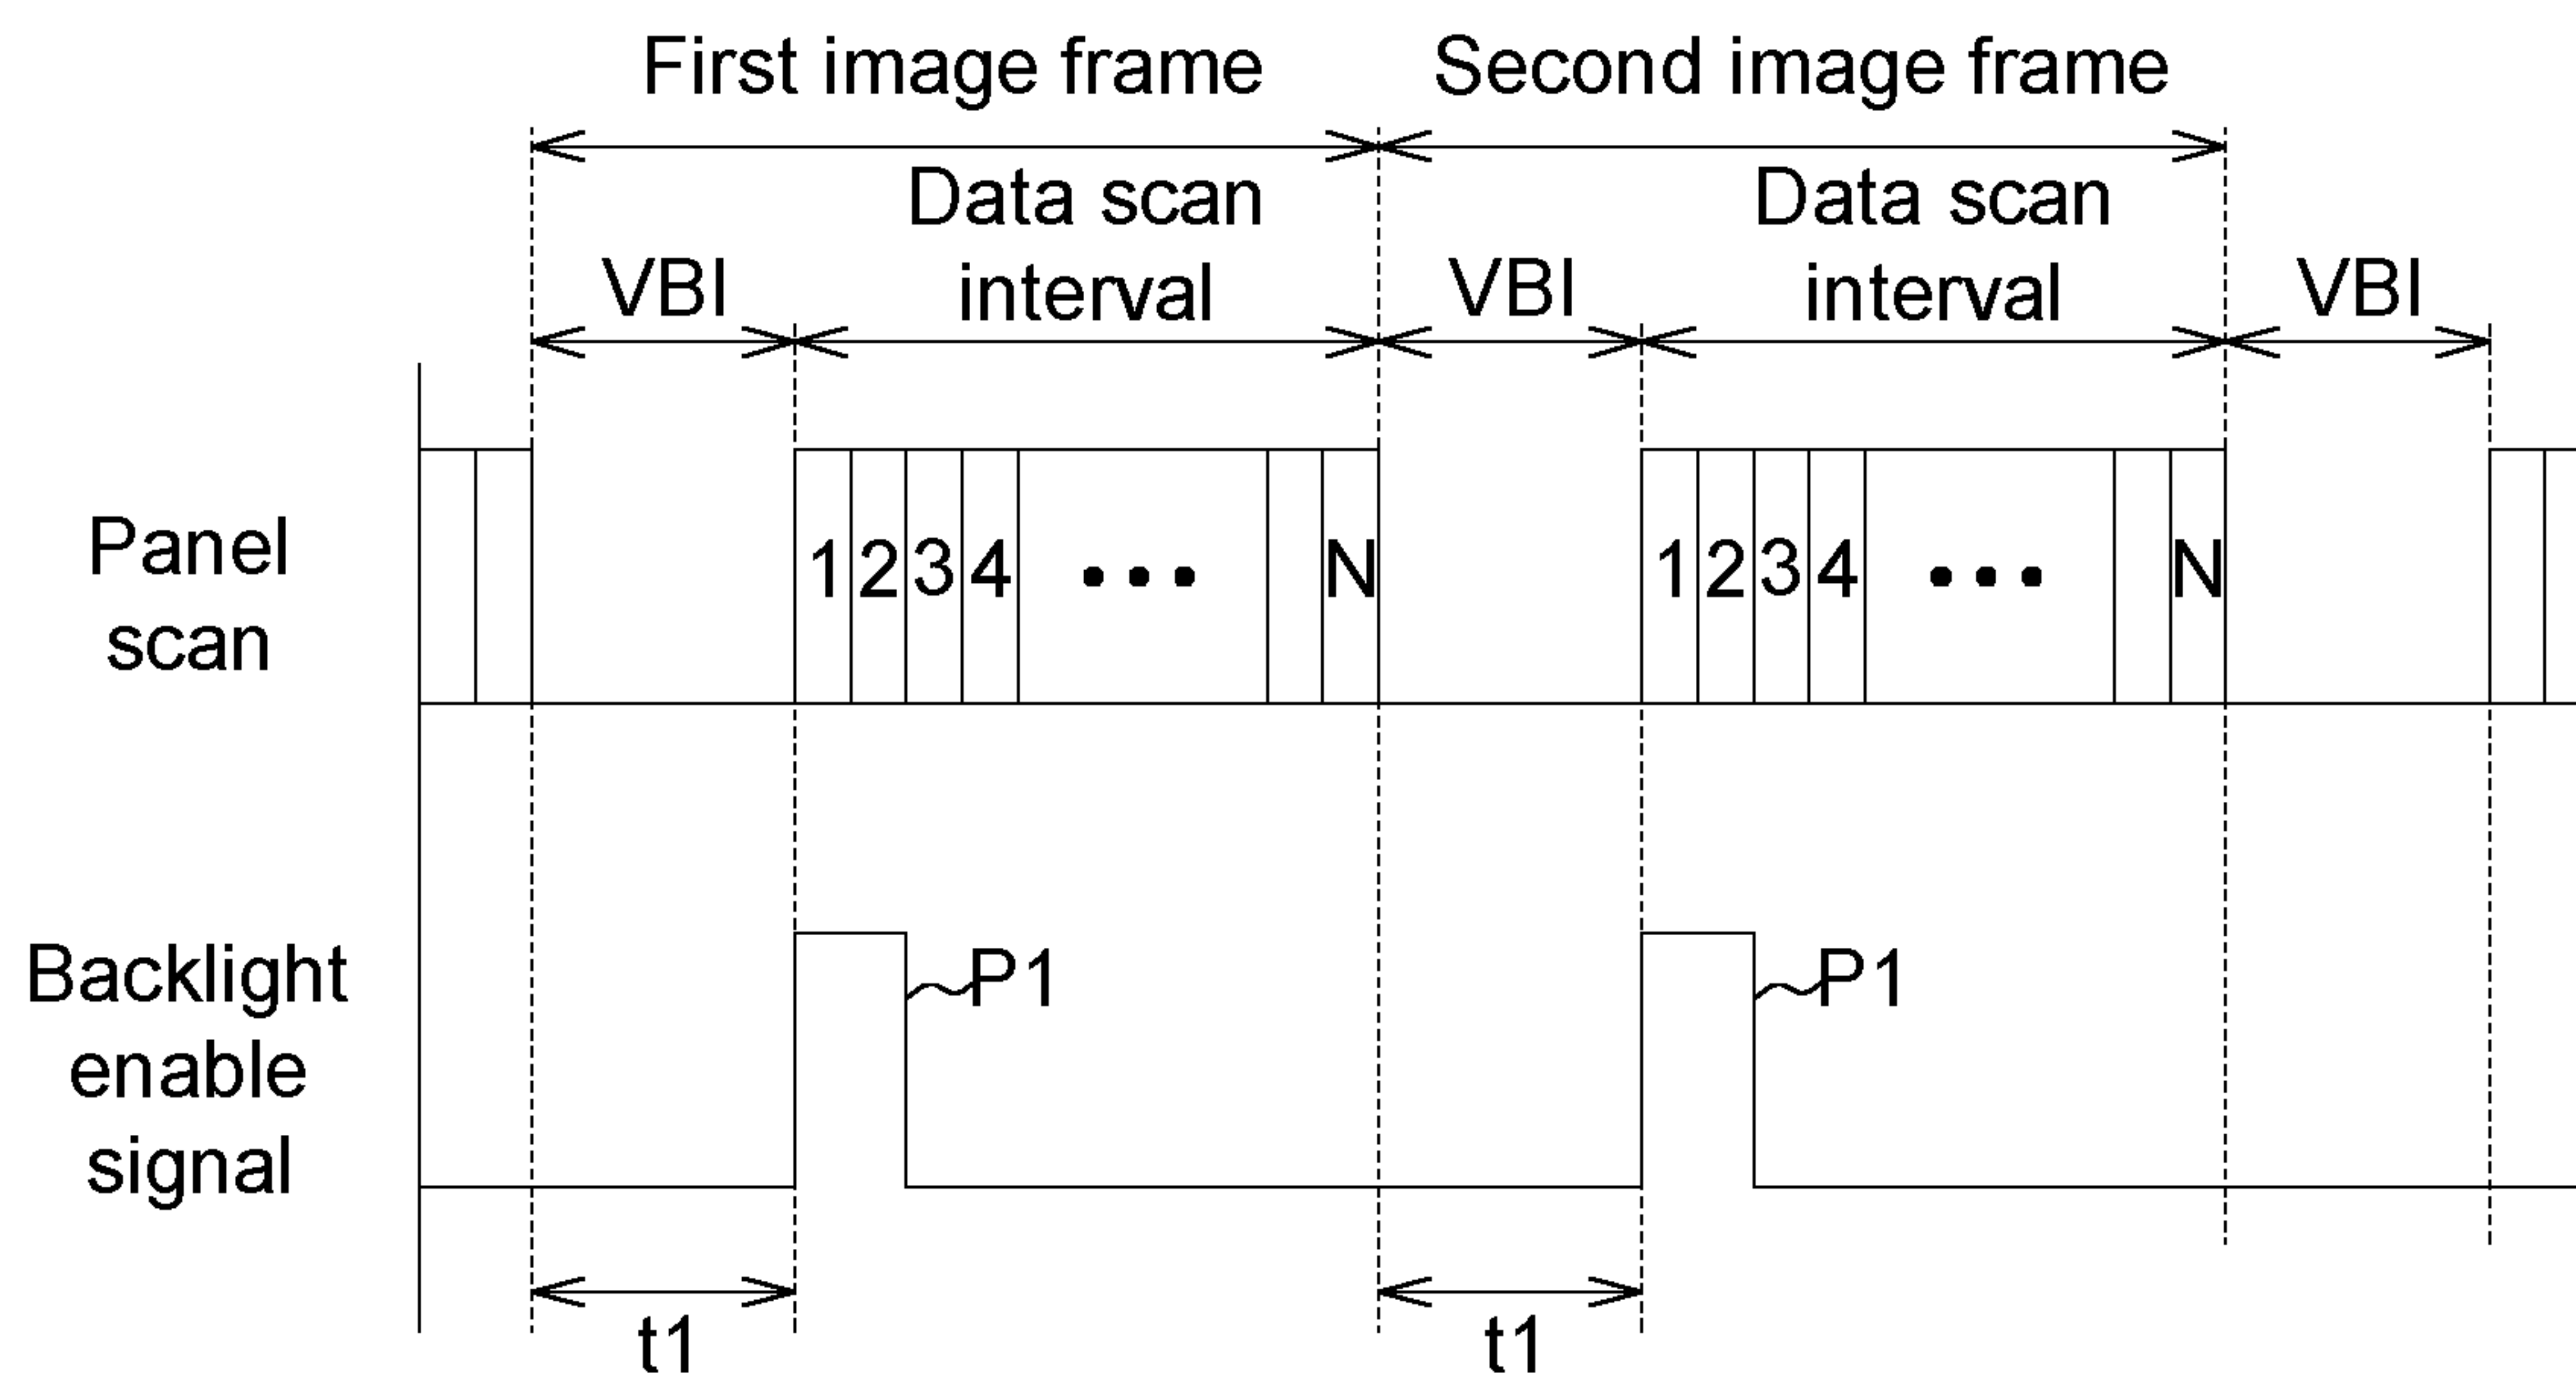 First image frame
Second image frame
Data scan
interval
Data scan
interval
VBI
VBI
VBI
Panel
scan
1 2 3 4 ••• N
1 2 3 4 ••• N
Backlight
enable
signal
P1
P1
t1
t1